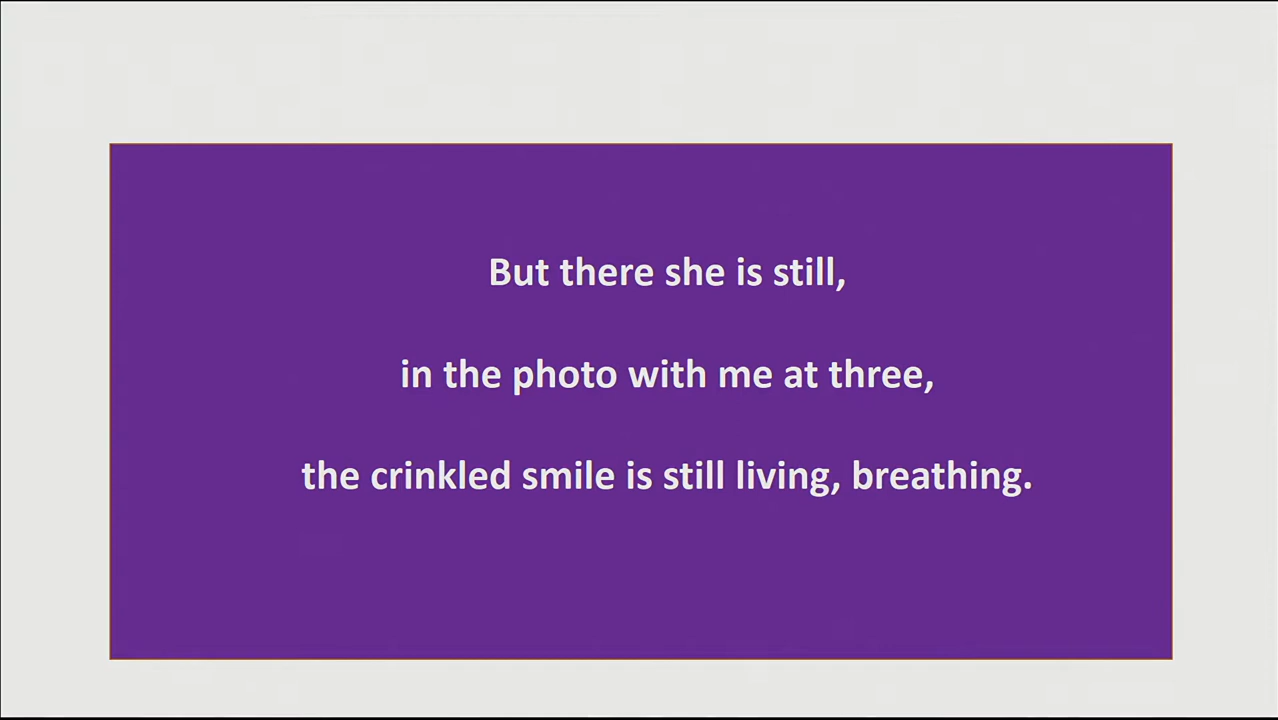 But there she is still,
in the photo with me at three,
the crinkled smile is still living, breathing.